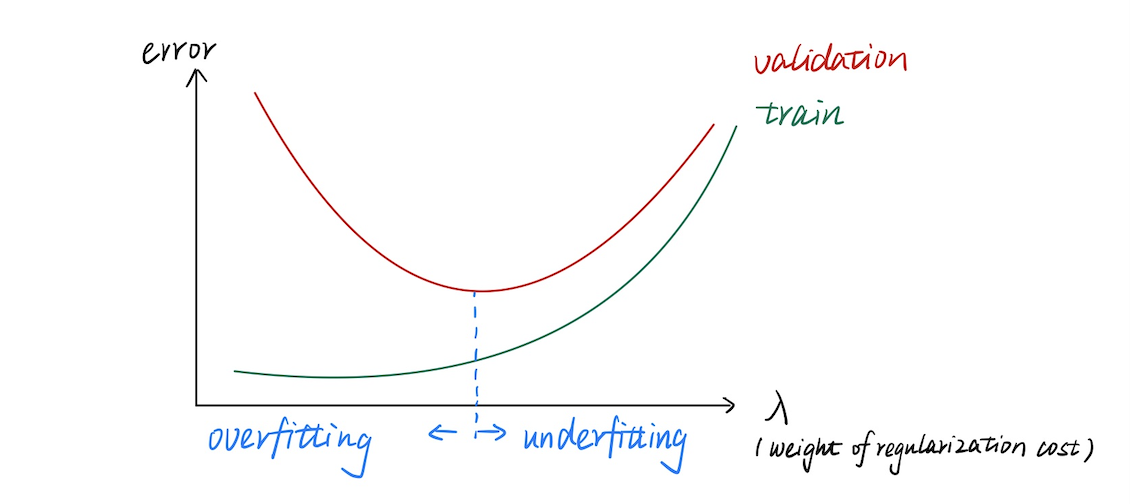 error
validation
train
λ
(weight of regularization cost)
overfitting ← → underfitting